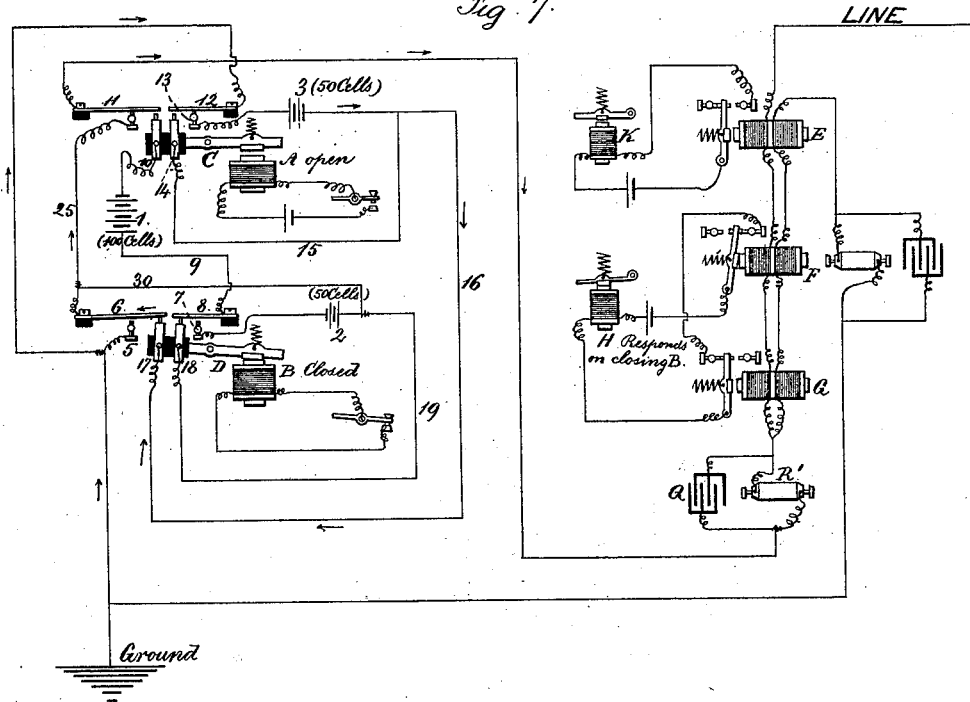 Fig. 7.
LINE
13
11
12
3 (50 Cells)
K
E
10
C
14
A open
25
1.
(100 Cells)
15
9
16
30
F
6.
7
8.
(50 Cells)
2
H Responds
on closing B.
5
17
18
D
B Closed
19
G
Q
R'
Ground